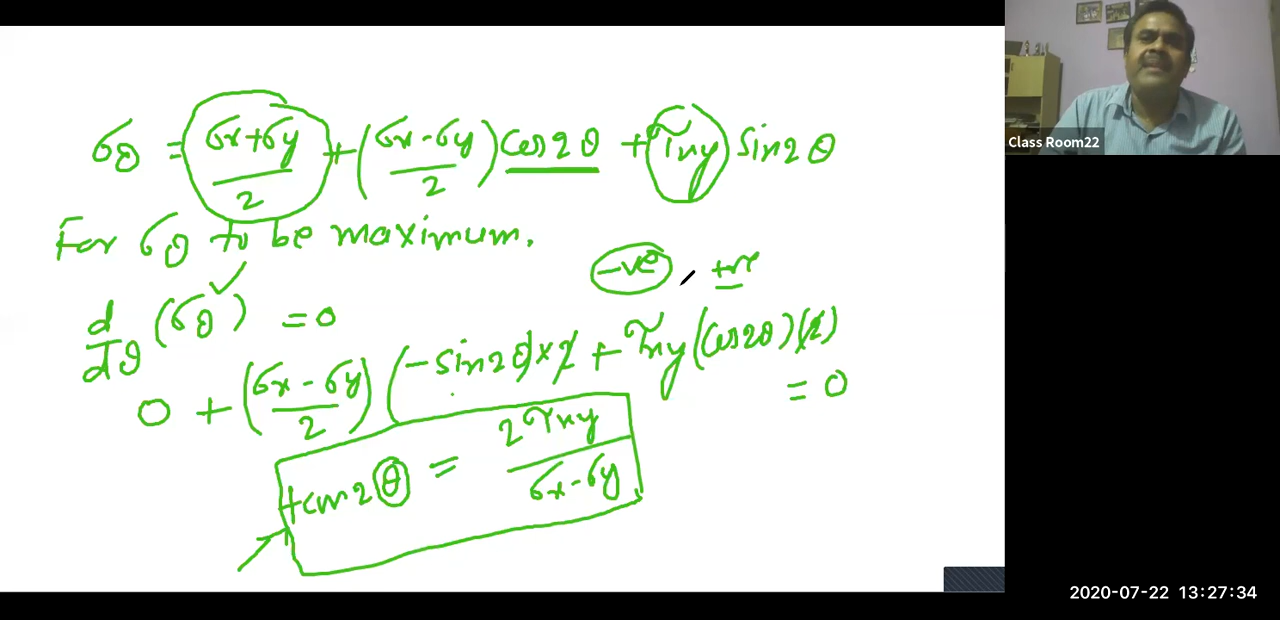 σθ = σx+σy/2 + (σx-σy/2) cos2θ + τxy sin2θ
For σθ to be maximum.
-ve +ve
d/dθ (σθ) = 0
0 + (σx-σy/2) (-sin2θ)×2 + τxy (cos2θ)(2)
= 0
tan2θ = 2τxy/σx-σy
Class Room22
2020-07-22 13:27:34